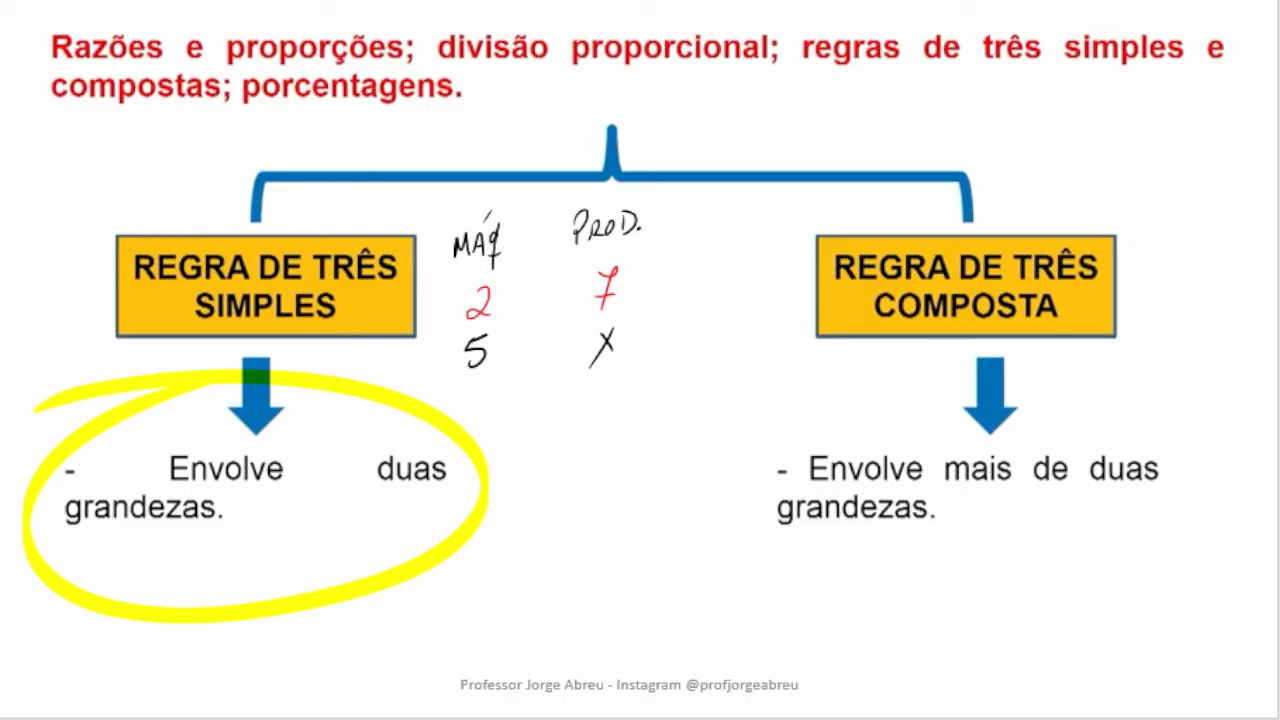 Razões e proporções; divisão proporcional; regras de três simples e
compostas; porcentagens.
REGRA DE TRÊS
SIMPLES
MÁQ PROD.
2 7
5 X
REGRA DE TRÊS
COMPOSTA
- Envolve duas
grandezas.
- Envolve mais de duas
grandezas.
Professor Jorge Abreu - Instagram @profjorgeabreu